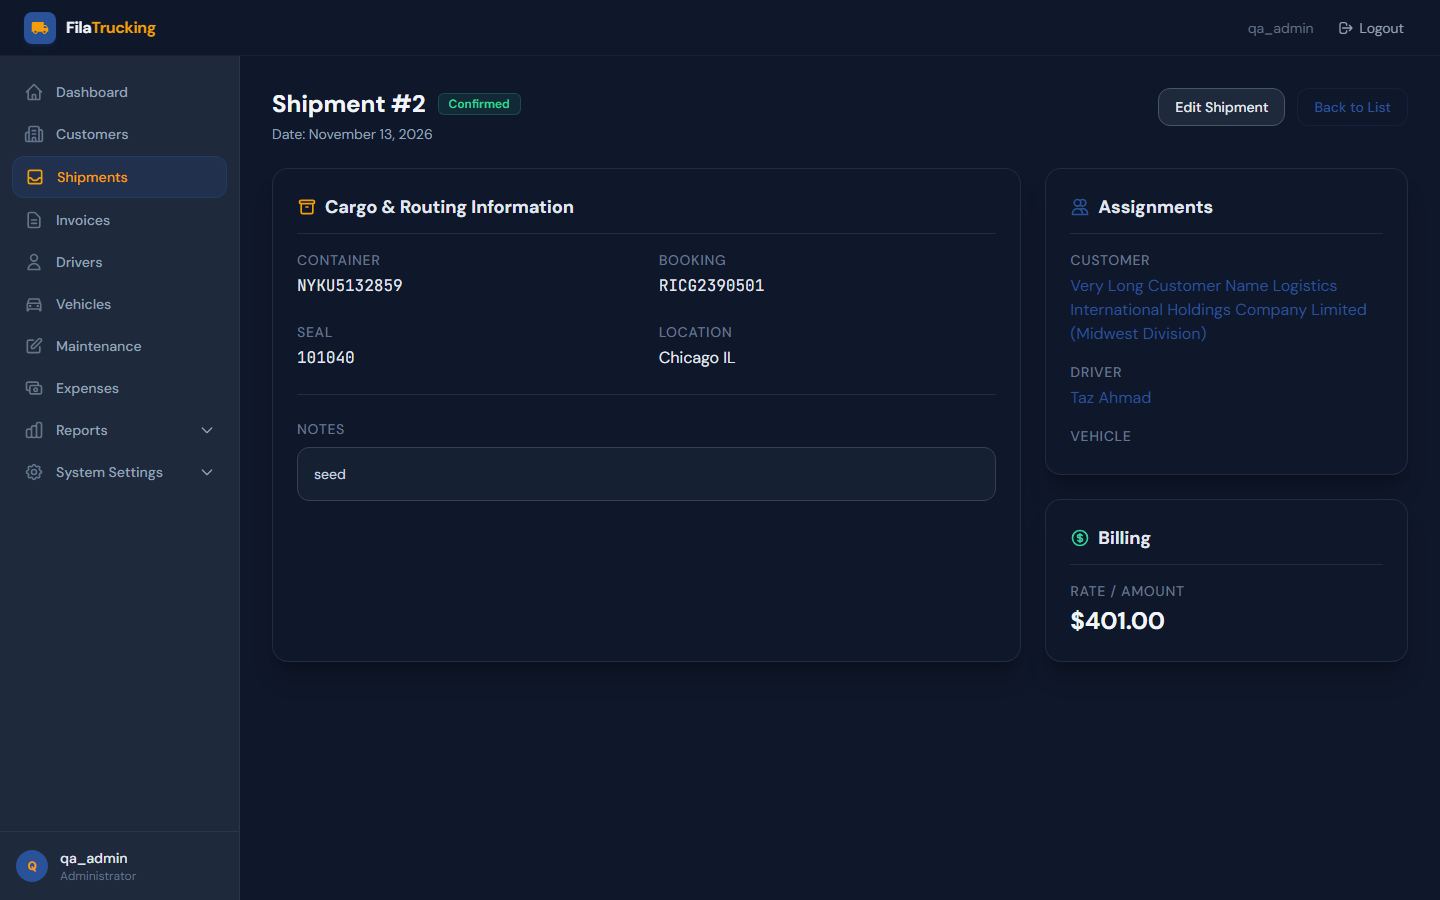 FilaTrucking
qa_admin
Logout
Dashboard
Customers
Shipments
Invoices
Drivers
Vehicles
Maintenance
Expenses
Reports
System Settings
qa_admin
Administrator
Q
Shipment #2
Confirmed
Date: November 13, 2026
Edit Shipment
Back to List
Cargo & Routing Information
CONTAINER
NYKU5132859
BOOKING
RICG2390501
SEAL
101040
LOCATION
Chicago IL
NOTES
seed
Assignments
CUSTOMER
Very Long Customer Name Logistics
International Holdings Company Limited
(Midwest Division)
DRIVER
Taz Ahmad
VEHICLE
Billing
RATE / AMOUNT
$401.00